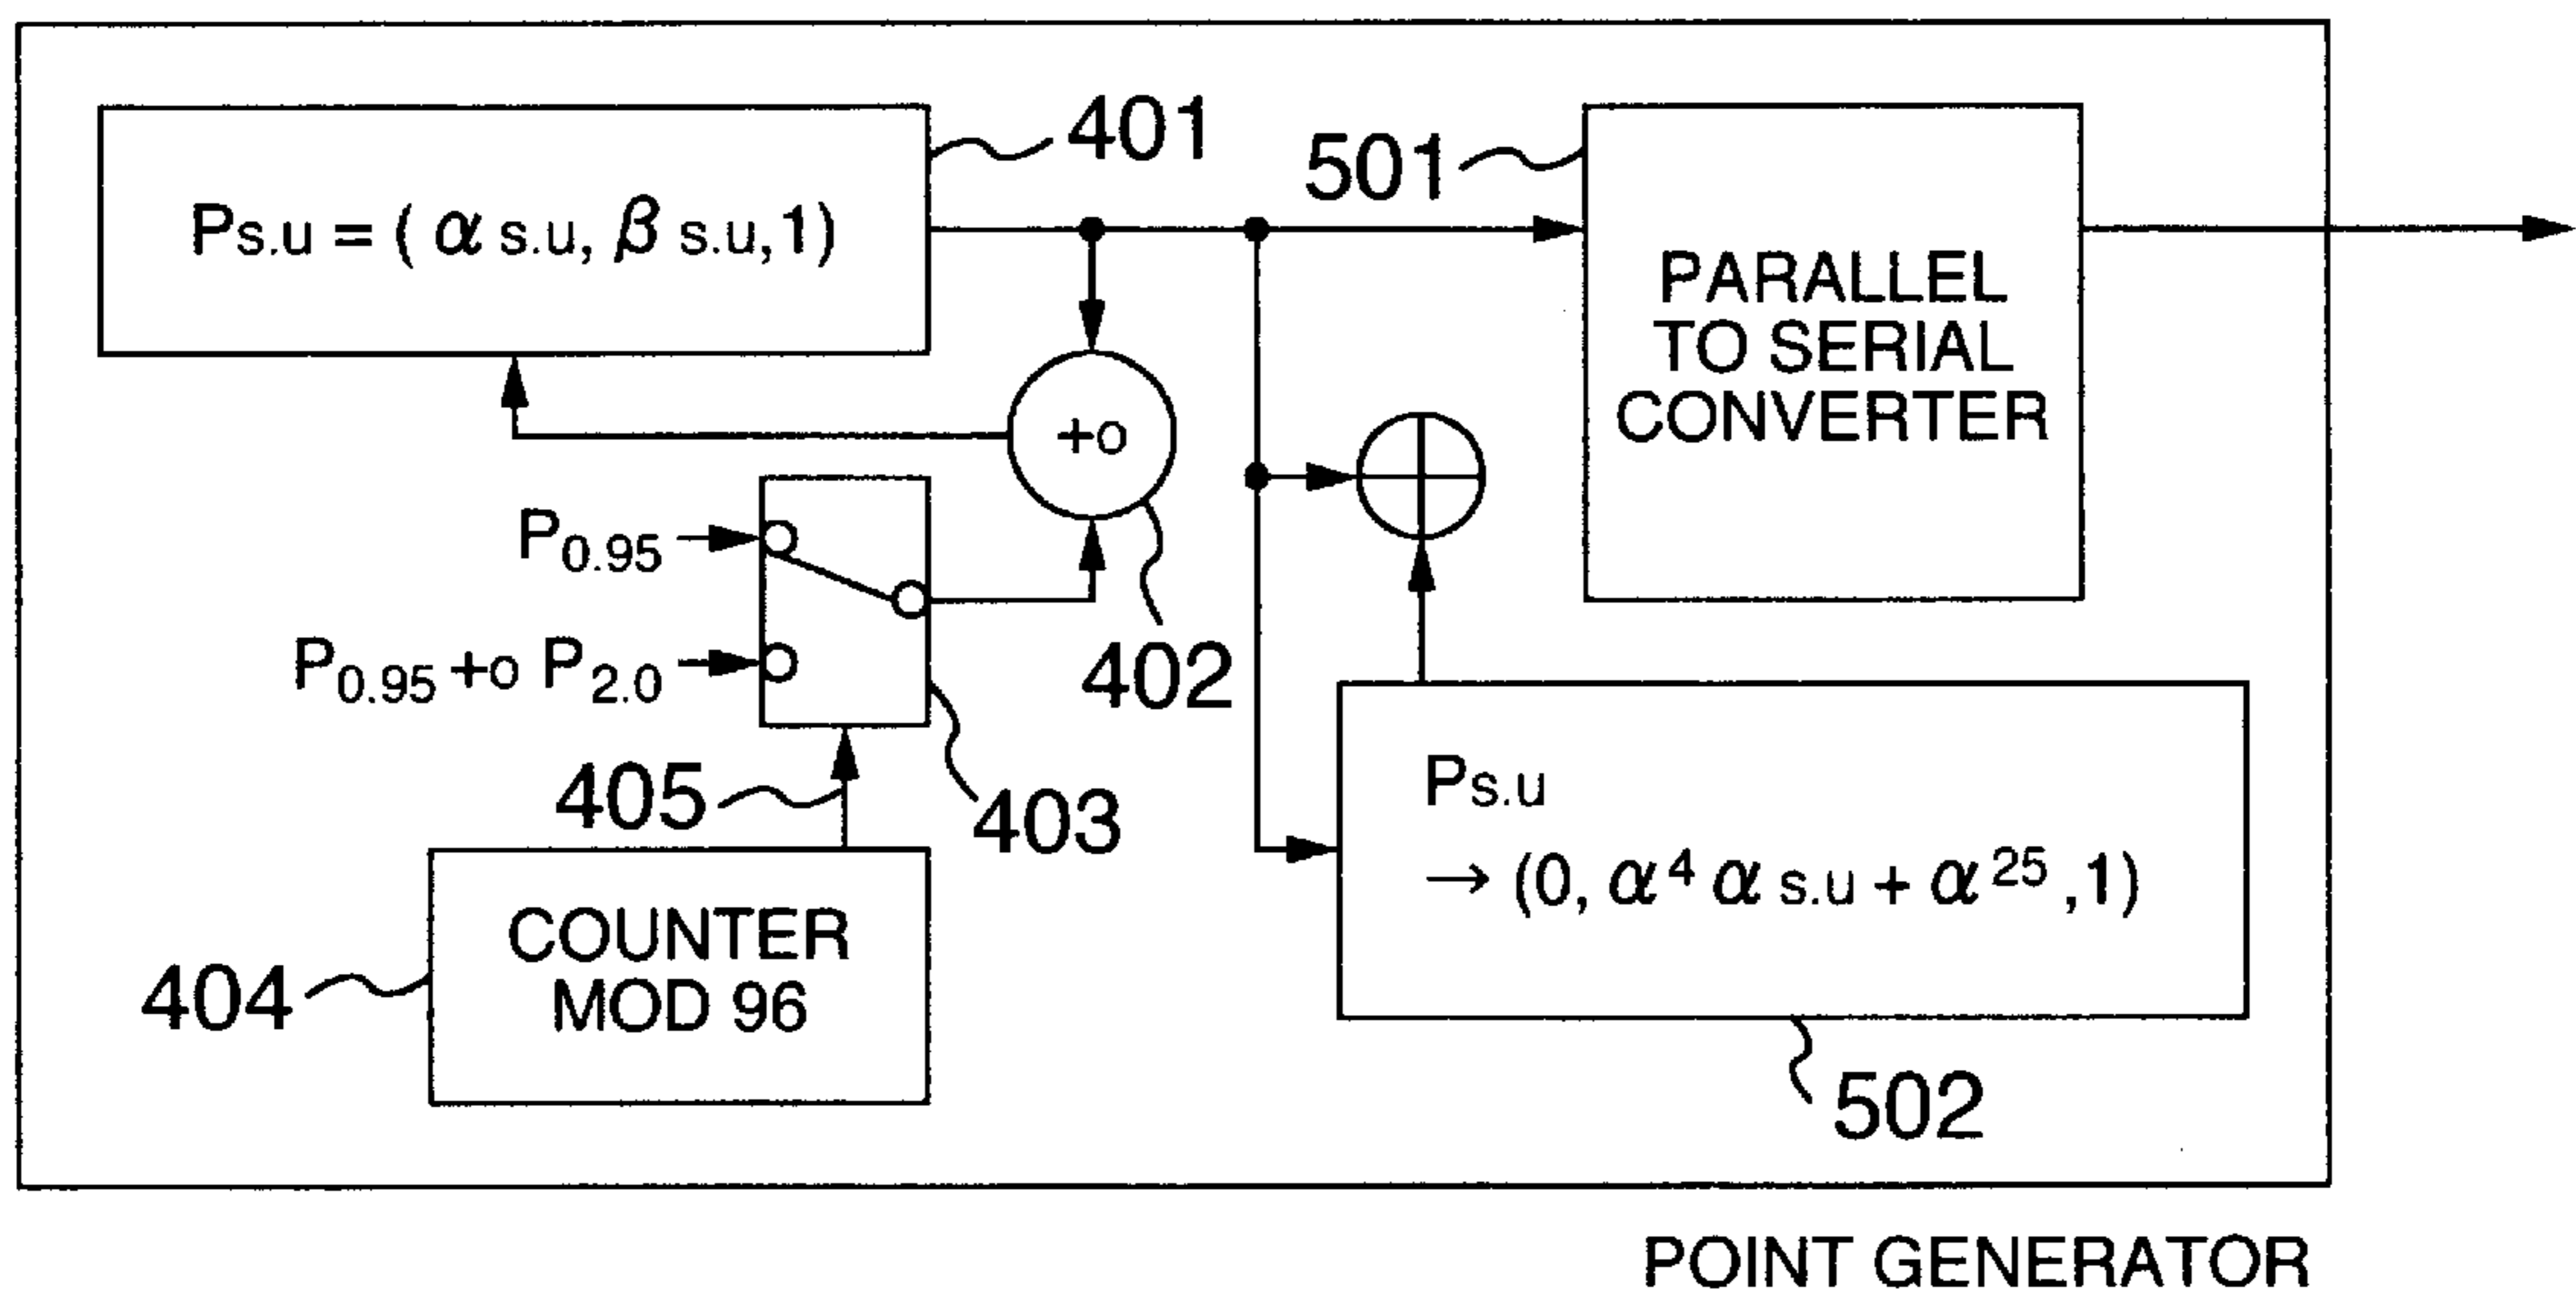 401
501
Ps.u = ( α s.u, β s.u,1)
PARALLEL
TO SERIAL
CONVERTER
+o
P0.95
P0.95 +o P2.0
402
405
403
Ps.u
→ (0, α⁴ α s.u + α²⁵ ,1)
404
COUNTER
MOD 96
502
POINT GENERATOR